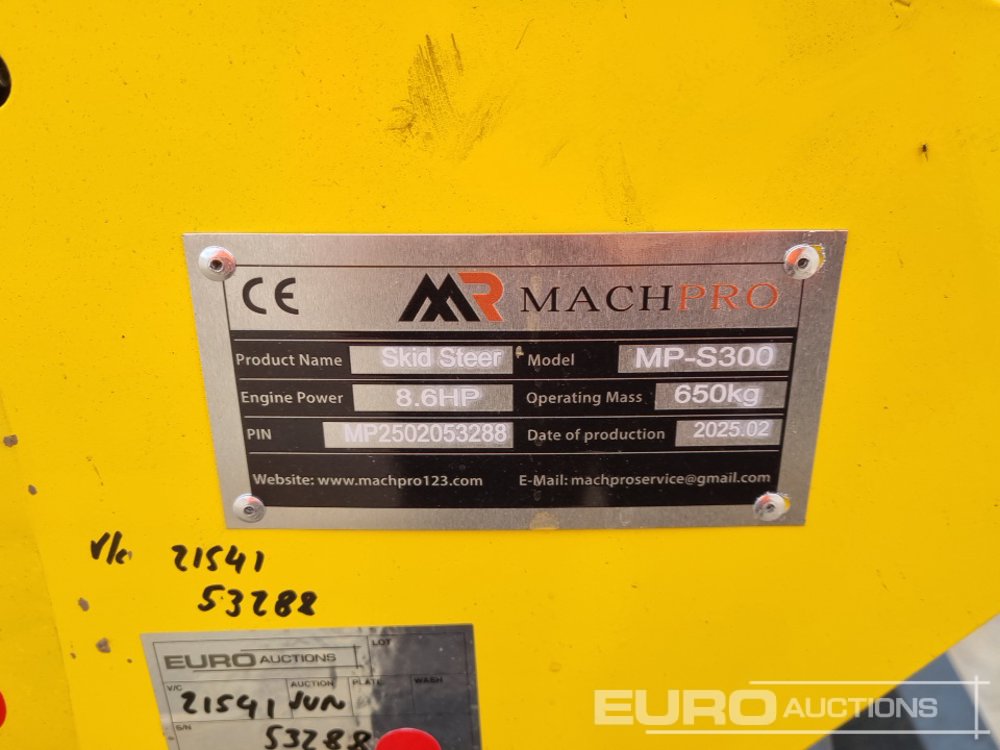 CE MR MACHPRO
Product Name Skid Steer Model MP-S300
Engine Power 8.6HP Operating Mass 650kg
PIN MP2502053288 Date of production 2025.02
Website: www.machpro123.com E-Mail: machproservice@gmail.com
V/c 21541
53288
EURO AUCTIONS LOT
V/C AUCTION PLATE WASH
21541 JUN
S/N
53288
EURO AUCTIONS